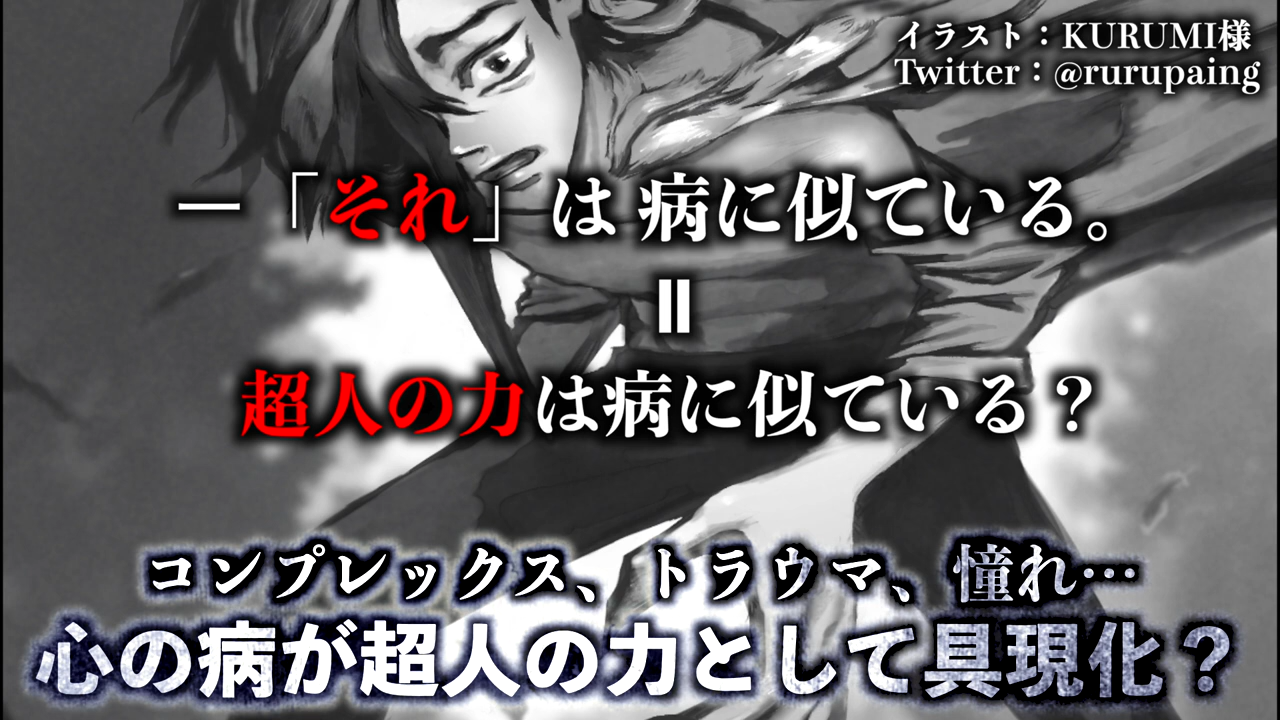 イラスト：KURUMI様
Twitter：@rurupaing
―「それ」は 病に似ている。
＝
超人の力は病に似ている？
コンプレックス、トラウマ、憧れ…
心の病が超人の力として具現化？